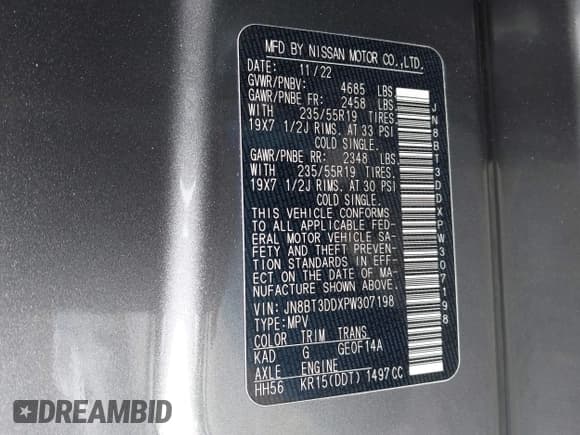 MFD BY NISSAN MOTOR CO.,LTD.
DATE: 11/22
GVWR/PNBV: 4685 LBS.
GAWR/PNBE FR: 2458 LBS.
WITH 235/55R19 TIRES.
19X7 1/2J RIMS. AT 33 PSI
COLD SINGLE.
GAWR/PNBE RR: 2348 LBS.
WITH 235/55R19 TIRES.
19X7 1/2J RIMS. AT 30 PSI
COLD SINGLE.
THIS VEHICLE CONFORMS
TO ALL APPLICABLE FED-
ERAL MOTOR VEHICLE SA-
FETY AND THEFT PREVEN-
TION STANDARDS IN EFF-
ECT ON THE DATE OF MA-
NUFACTURE SHOWN ABOVE.
VIN: JN8BT3DDXPW307198
TYPE: MPV
COLOR TRIM TRANS
KAD G GE0F14A
AXLE ENGINE
HH56 KR15(DDT) 1497CC
JN8BT3DDXPW307198
DREAMBID